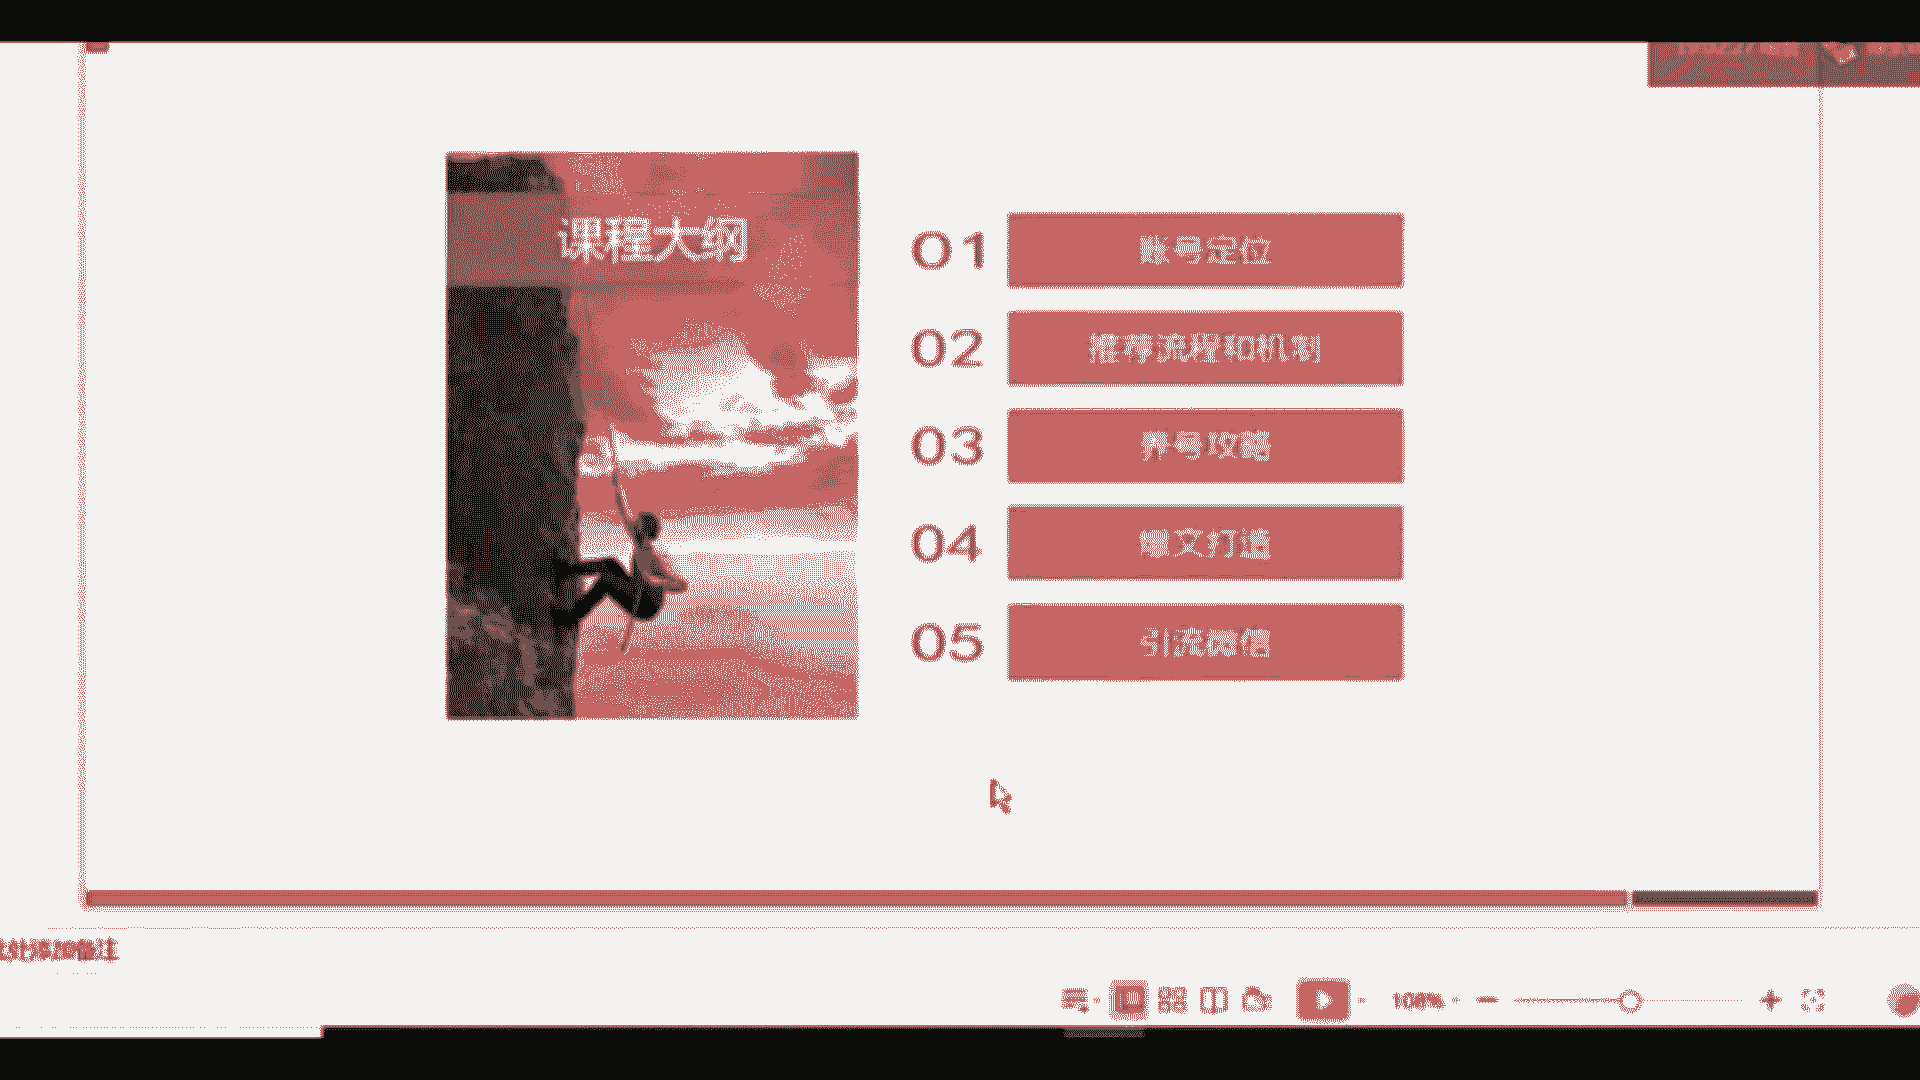 课程大纲
01 账号定位
02 推荐流程和机制
03 养号攻略
04 爆文打造
05 引流微信
击此处添加备注
108%